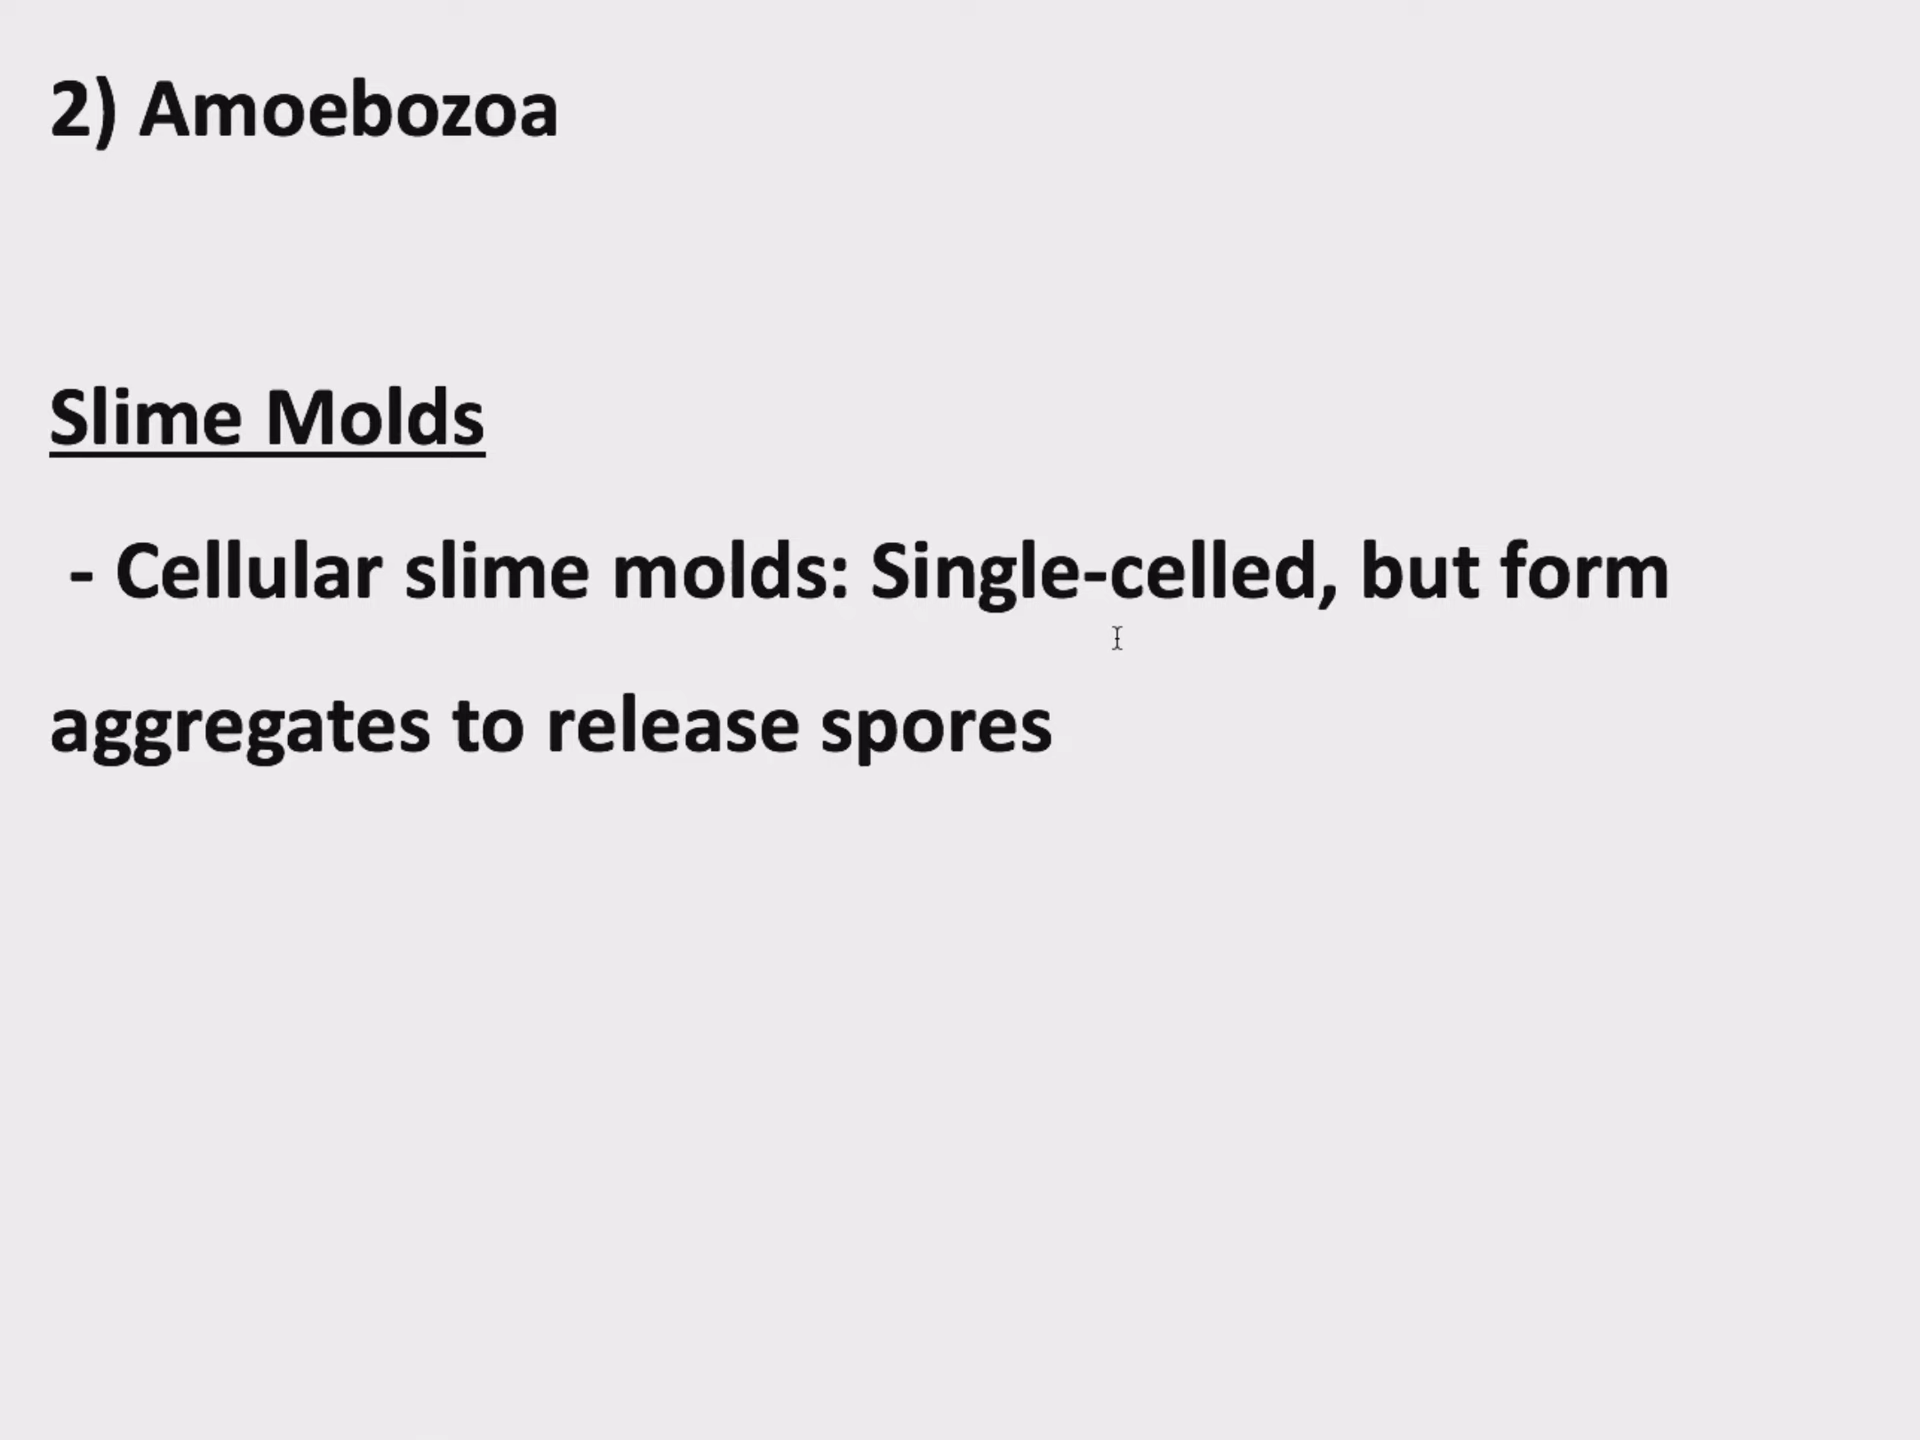 2) Amoebozoa
Slime Molds
- Cellular slime molds: Single-celled, but form
aggregates to release spores